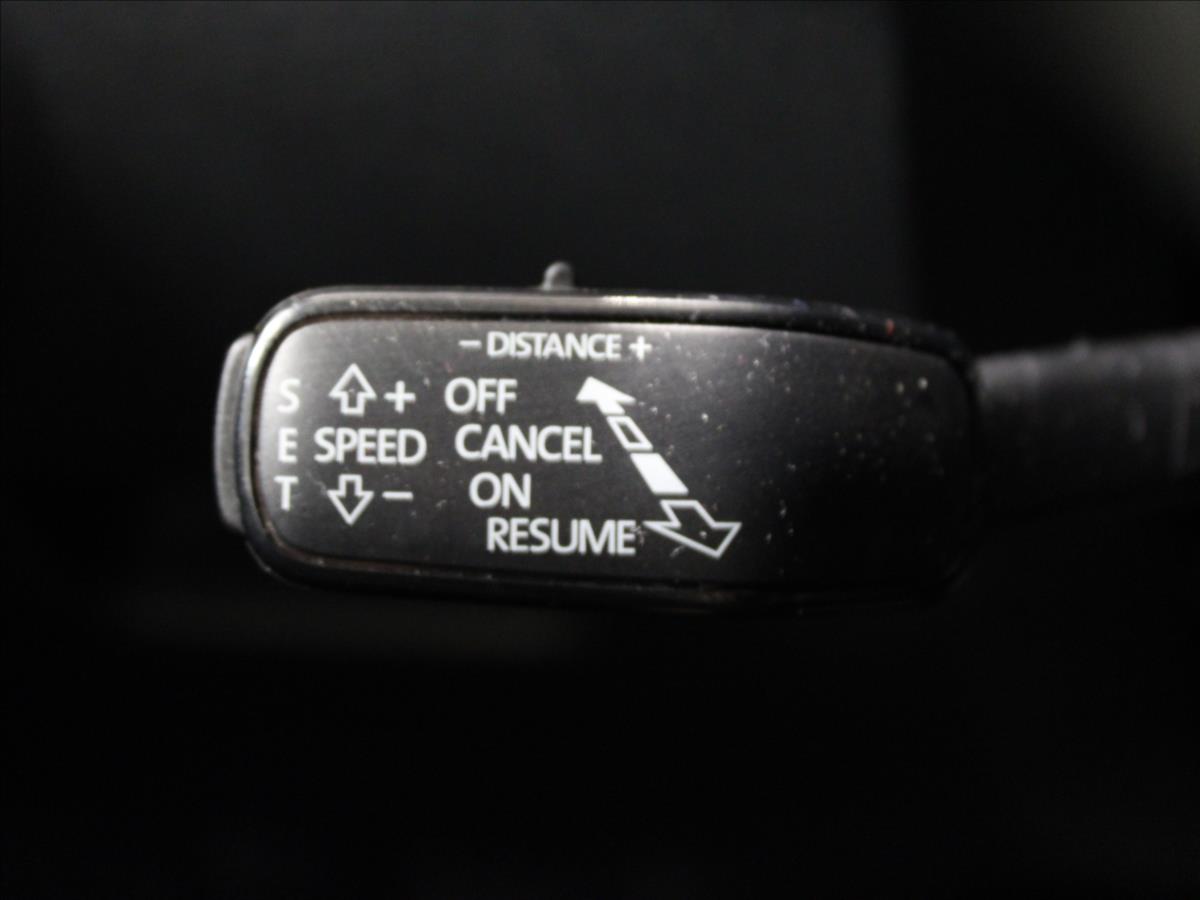 − DISTANCE +
S + OFF
E SPEED CANCEL
T − ON
RESUME